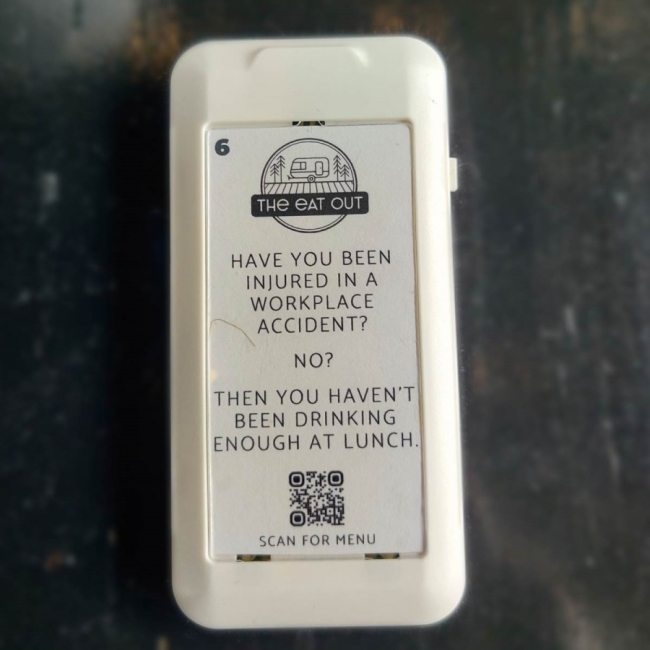 6
THE EAT OUT
HAVE YOU BEEN
INJURED IN A
WORKPLACE
ACCIDENT?
NO?
THEN YOU HAVEN'T
BEEN DRINKING
ENOUGH AT LUNCH.
SCAN FOR MENU